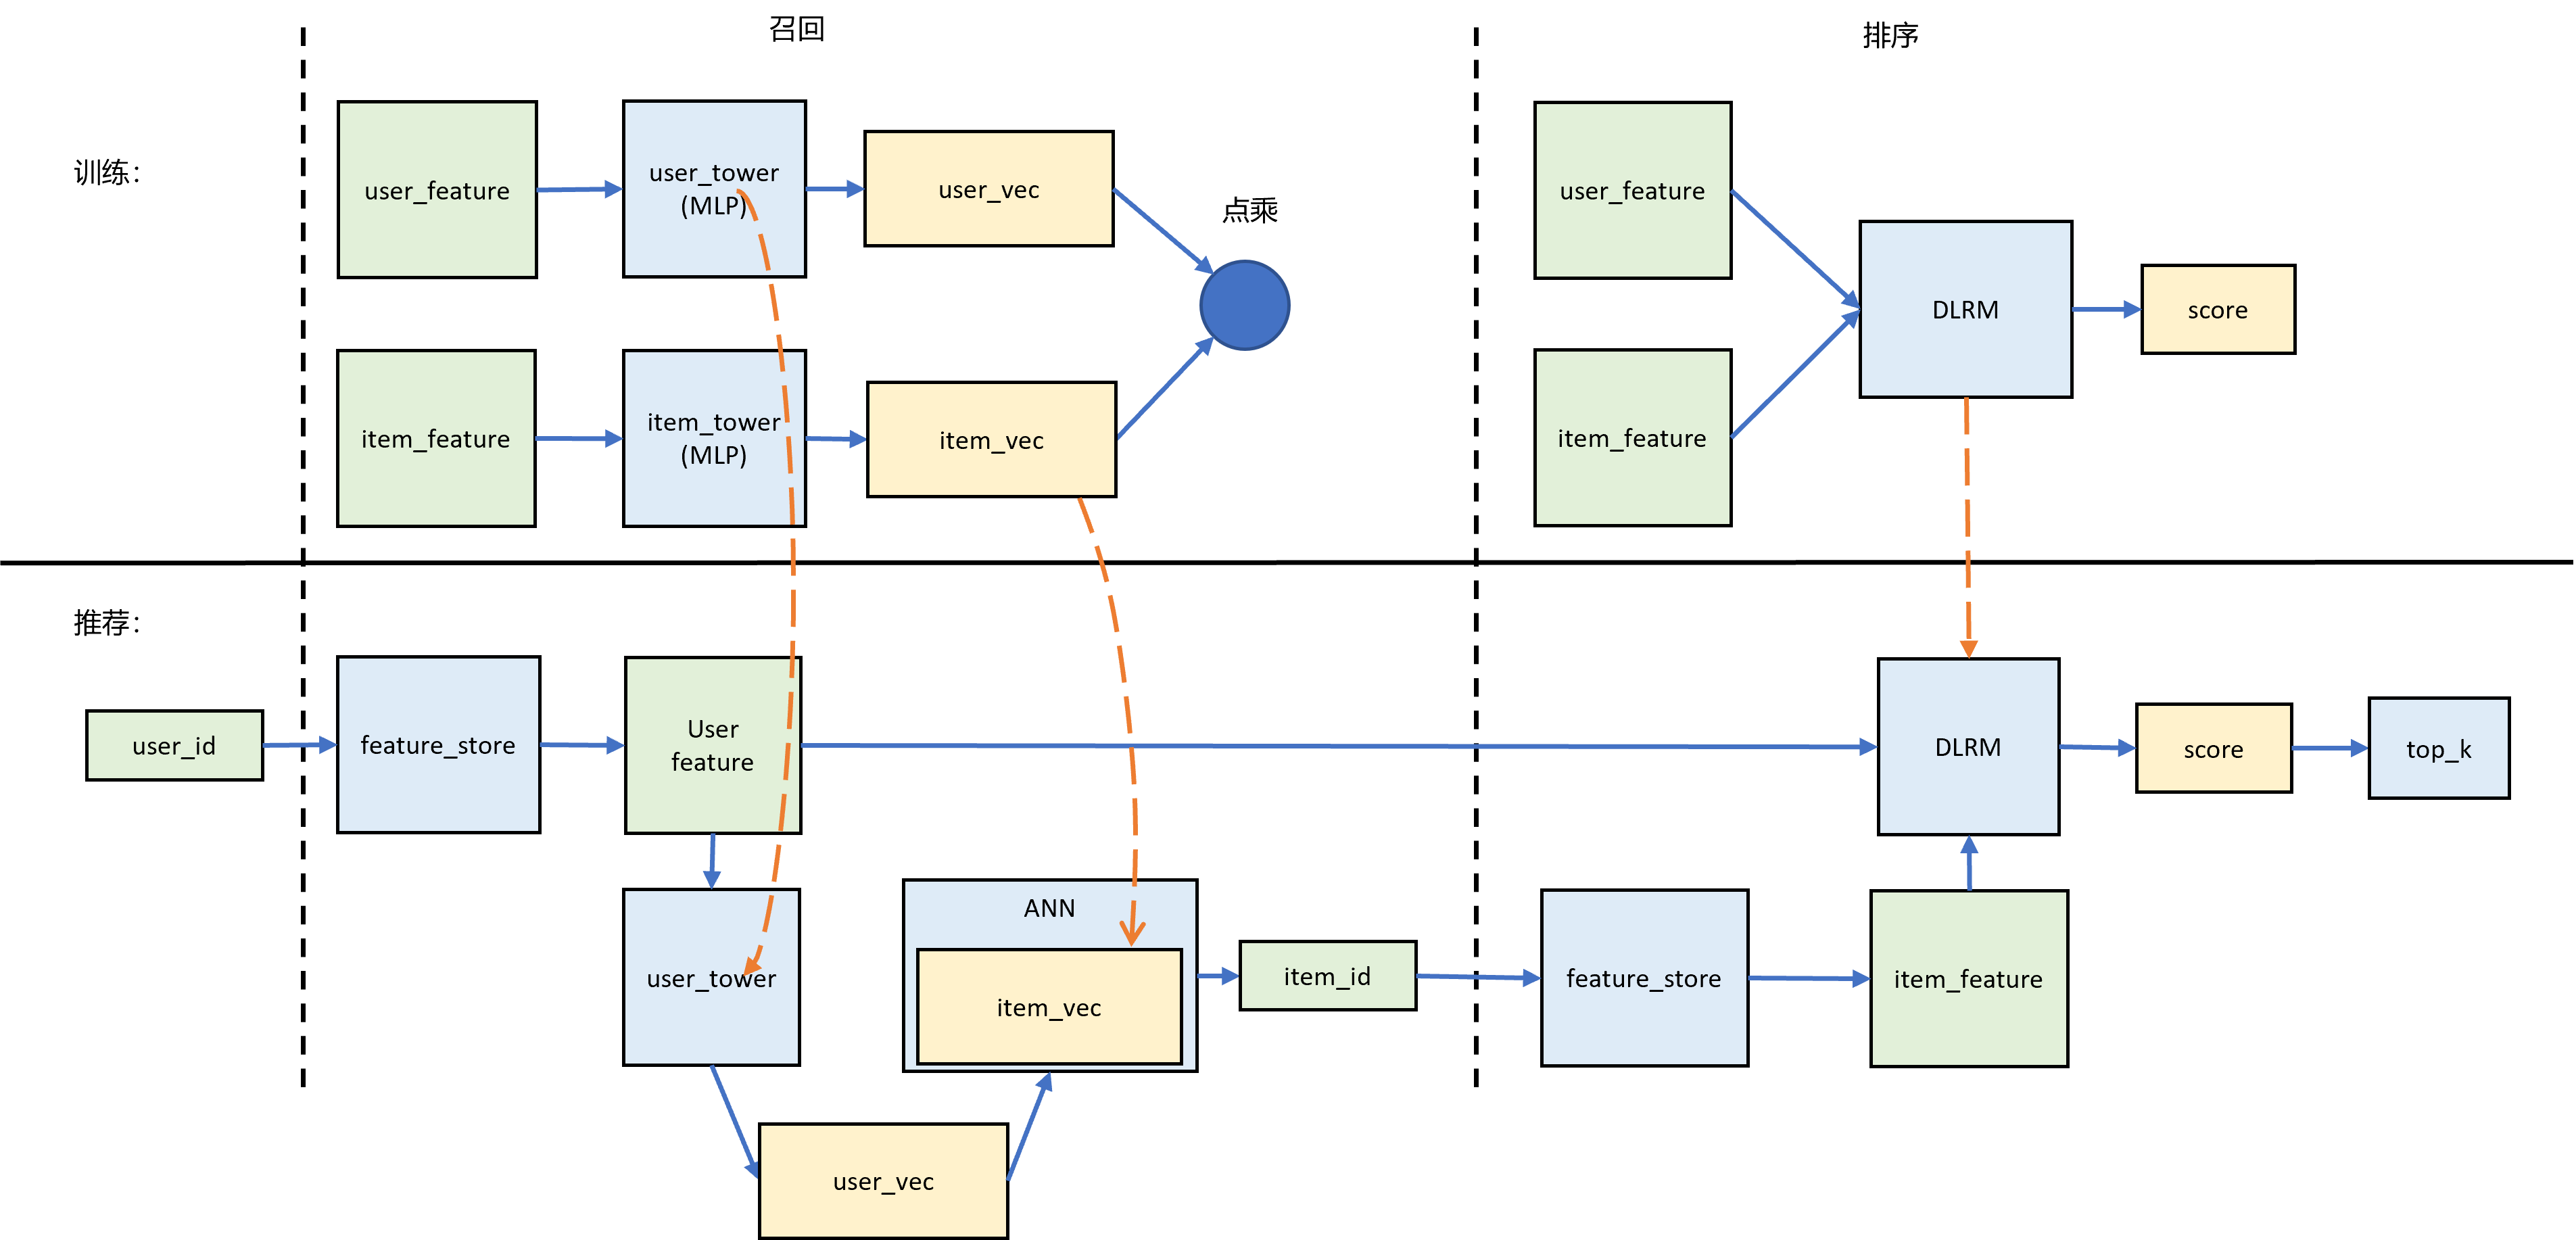 召回
排序
训练：
user_feature
user_tower
(MLP)
user_vec
点乘
item_feature
item_tower
(MLP)
item_vec
user_feature
item_feature
DLRM
score
推荐：
user_id
feature_store
User
feature
DLRM
score
top_k
user_tower
ANN
item_vec
item_id
feature_store
item_feature
user_vec